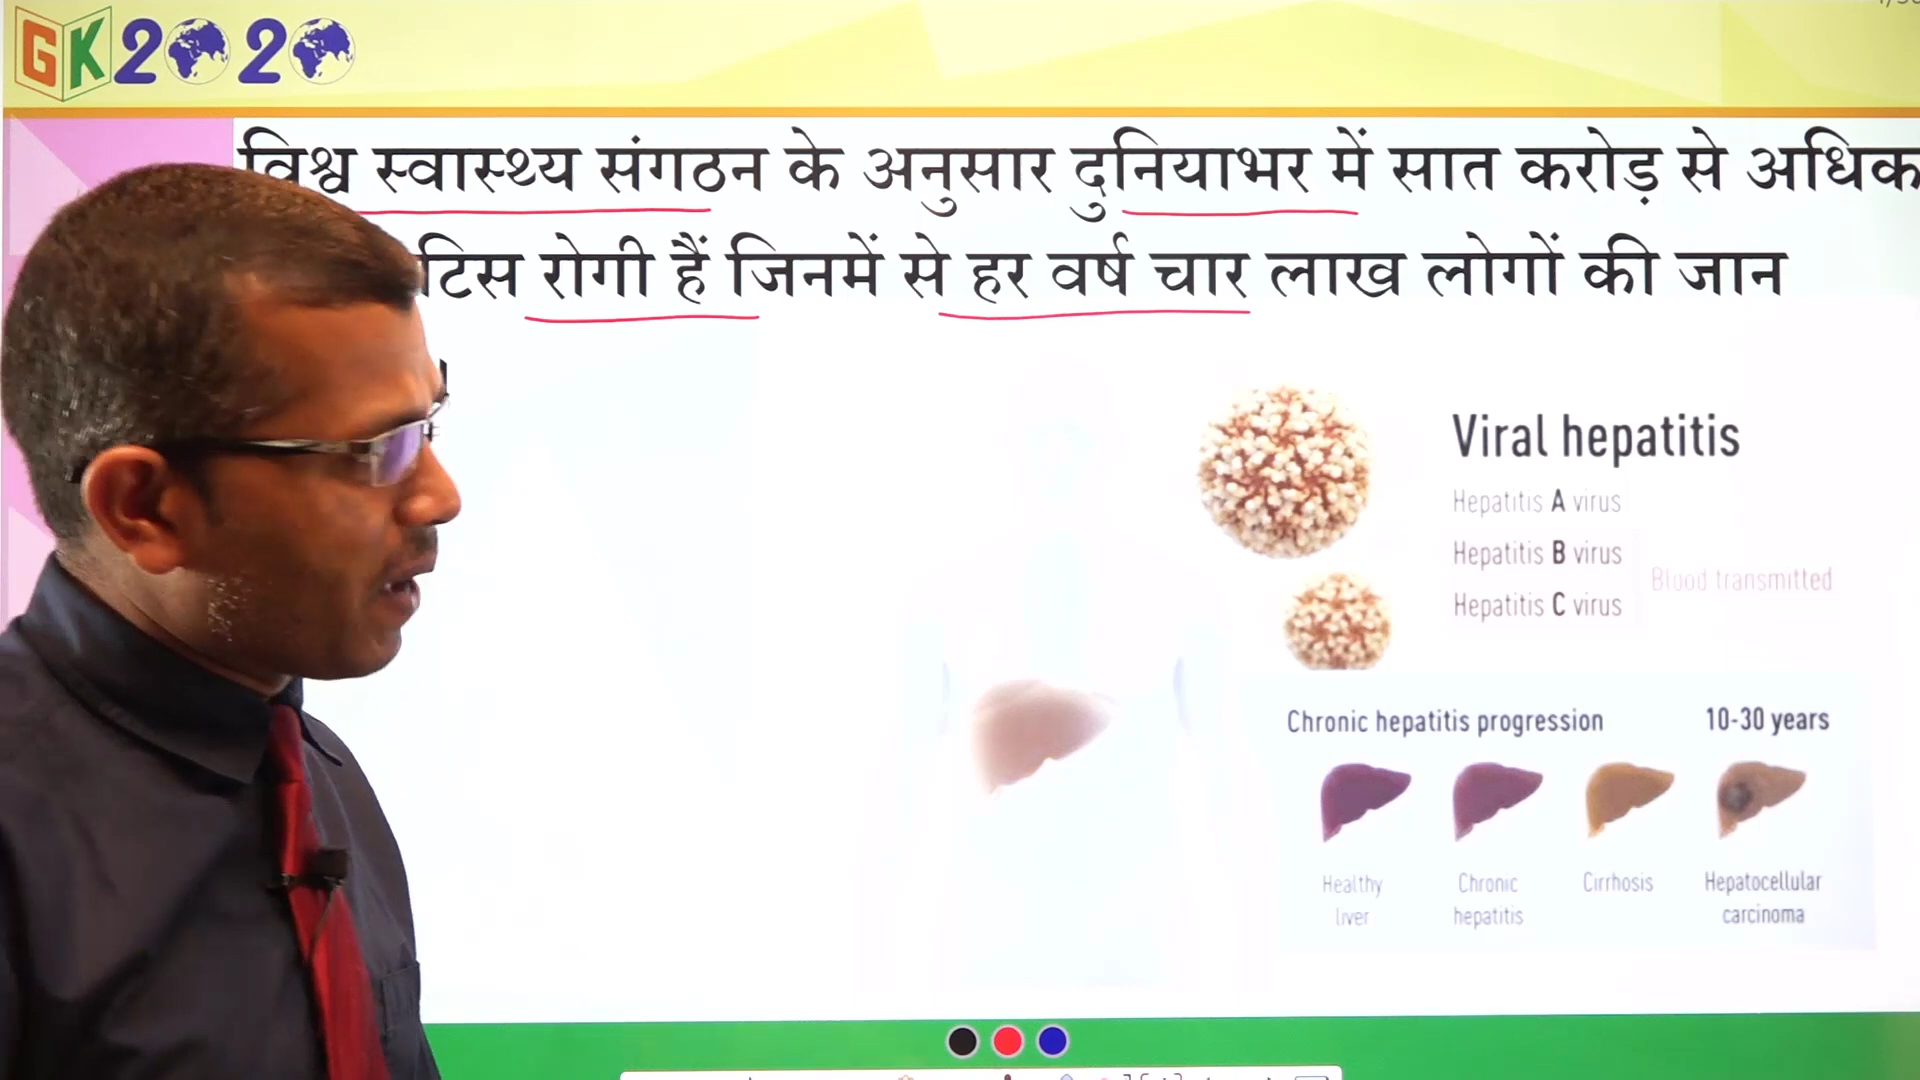 GK2020
विश्व स्वास्थ्य संगठन के अनुसार दुनियाभर में सात करोड़ से अधिक
टिस रोगी हैं जिनमें से हर वर्ष चार लाख लोगों की जान
Viral hepatitis
Hepatitis A virus
Hepatitis B virus
Blood transmitted
Hepatitis C virus
Chronic hepatitis progression 10-30 years
Healthy liver
Chronic hepatitis
Cirrhosis
Hepatocellular carcinoma